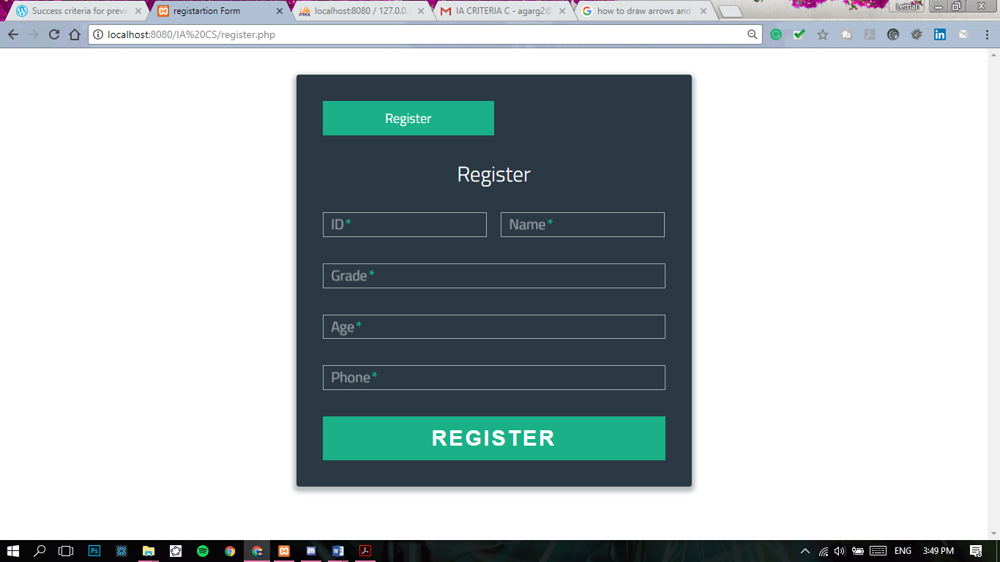 Success criteria for previ
registartion Form
localhost:8080 / 127.0.0.
IA CRITERIA C - agarg2@
how to draw arrows and
Lethal
localhost:8080/IA%20CS/register.php
Register
Register
ID*
Name*
Grade*
Age*
Phone*
REGISTER
ENG
3:49 PM